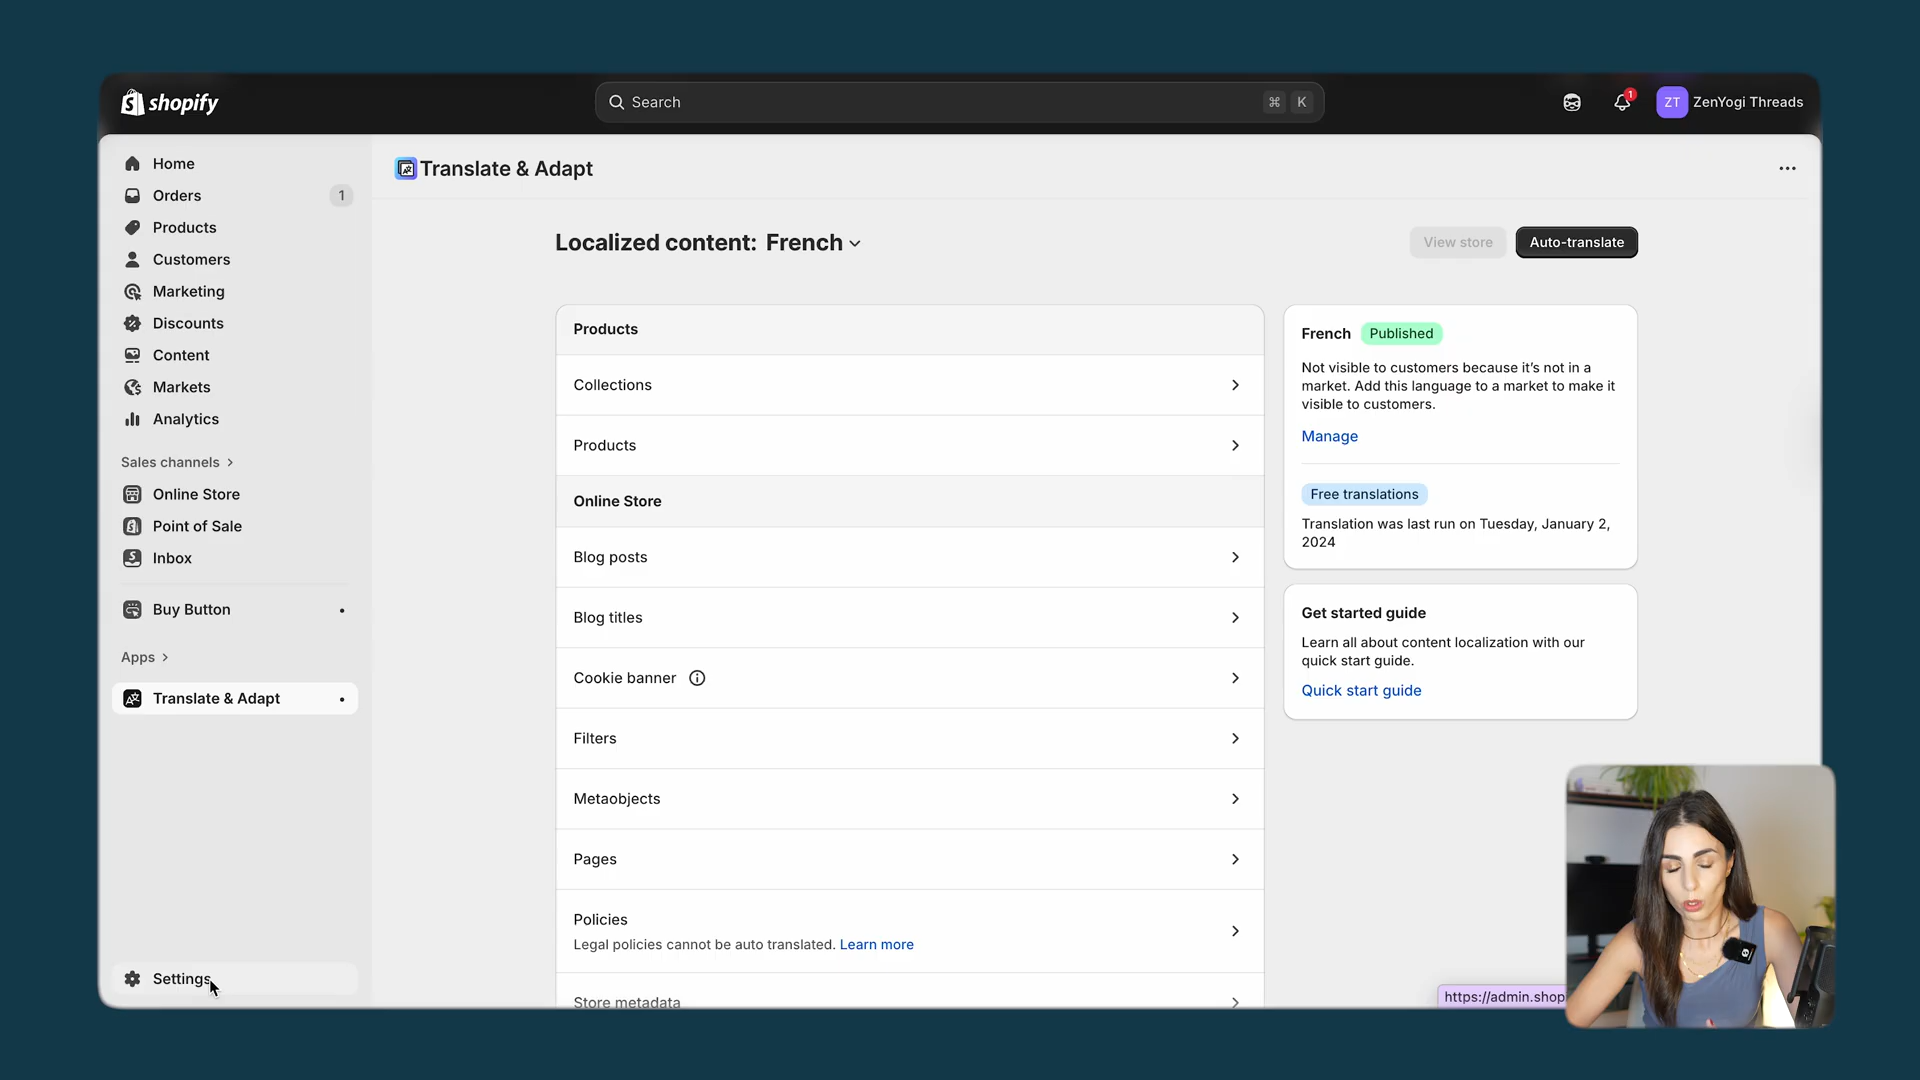 shopify
Search
⌘ K
1
ZT
ZenYogi Threads
Home
Orders
1
Products
Customers
Marketing
Discounts
Content
Markets
Analytics
Sales channels
Online Store
Point of Sale
Inbox
Buy Button
Apps
Translate & Adapt
Settings
Translate & Adapt
Localized content: French
View store
Auto-translate
Products
Collections
Products
Online Store
Blog posts
Blog titles
Cookie banner
Filters
Metaobjects
Pages
Policies
Legal policies cannot be auto translated. Learn more
Store metadata
French Published
Not visible to customers because it's not in a
market. Add this language to a market to make it
visible to customers.
Manage
Free translations
Translation was last run on Tuesday, January 2,
2024
Get started guide
Learn all about content localization with our
quick start guide.
Quick start guide
https://admin.shop